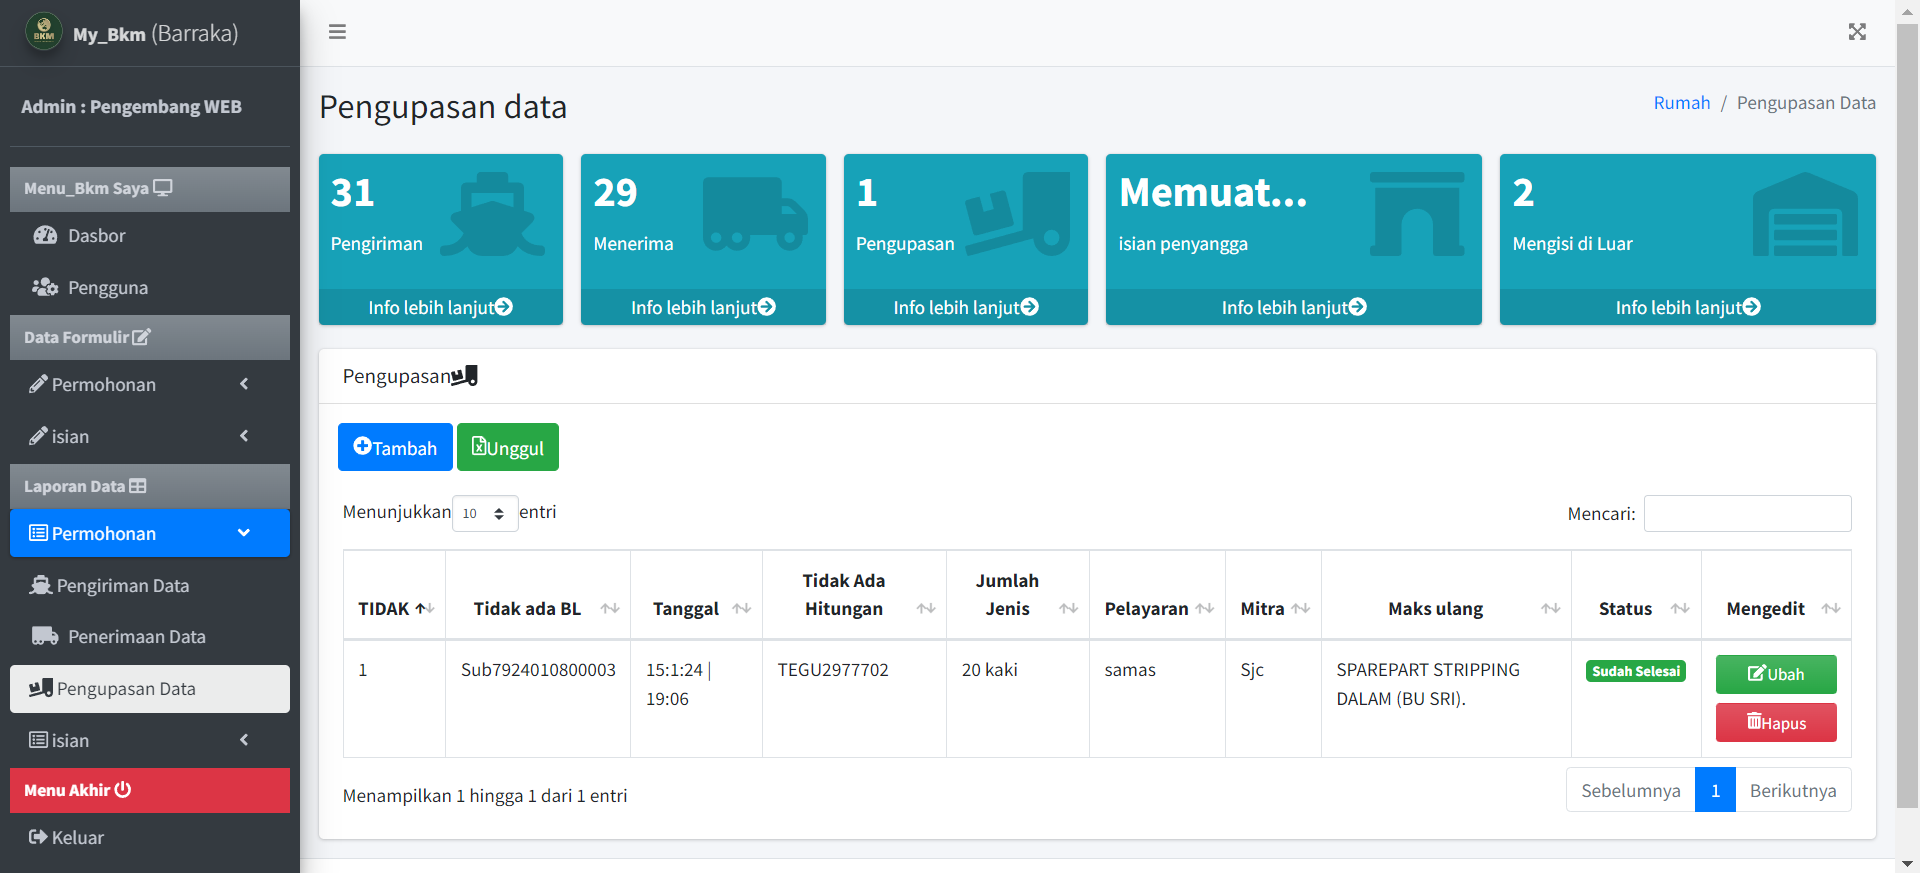 BKM
My_Bkm (Barraka)
Admin : Pengembang WEB
Menu_Bkm Saya
Dasbor
Pengguna
Data Formulir
Permohonan
isian
Laporan Data
Permohonan
Pengiriman Data
Penerimaan Data
Pengupasan Data
isian
Menu Akhir
Keluar
Pengupasan data
Rumah / Pengupasan Data
31
Pengiriman
Info lebih lanjut
29
Menerima
Info lebih lanjut
1
Pengupasan
Info lebih lanjut
Memuat...
isian penyangga
Info lebih lanjut
2
Mengisi di Luar
Info lebih lanjut
Pengupasan
Tambah
Unggul
Menunjukkan 10 entri
Mencari:
TIDAK
Tidak ada BL
Tanggal
Tidak Ada
Hitungan
Jumlah
Jenis
Pelayaran
Mitra
Maks ulang
Status
Mengedit
1
Sub7924010800003
15:1:24 |
19:06
TEGU2977702
20 kaki
samas
Sjc
SPAREPART STRIPPING
DALAM (BU SRI).
Sudah Selesai
Ubah
Hapus
Menampilkan 1 hingga 1 dari 1 entri
Sebelumnya 1 Berikutnya